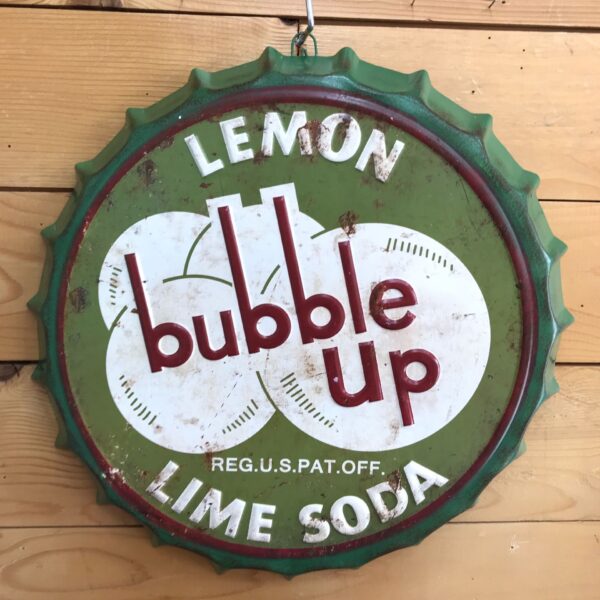 LEMON
bubble
up
REG.U.S.PAT.OFF.
LIME SODA